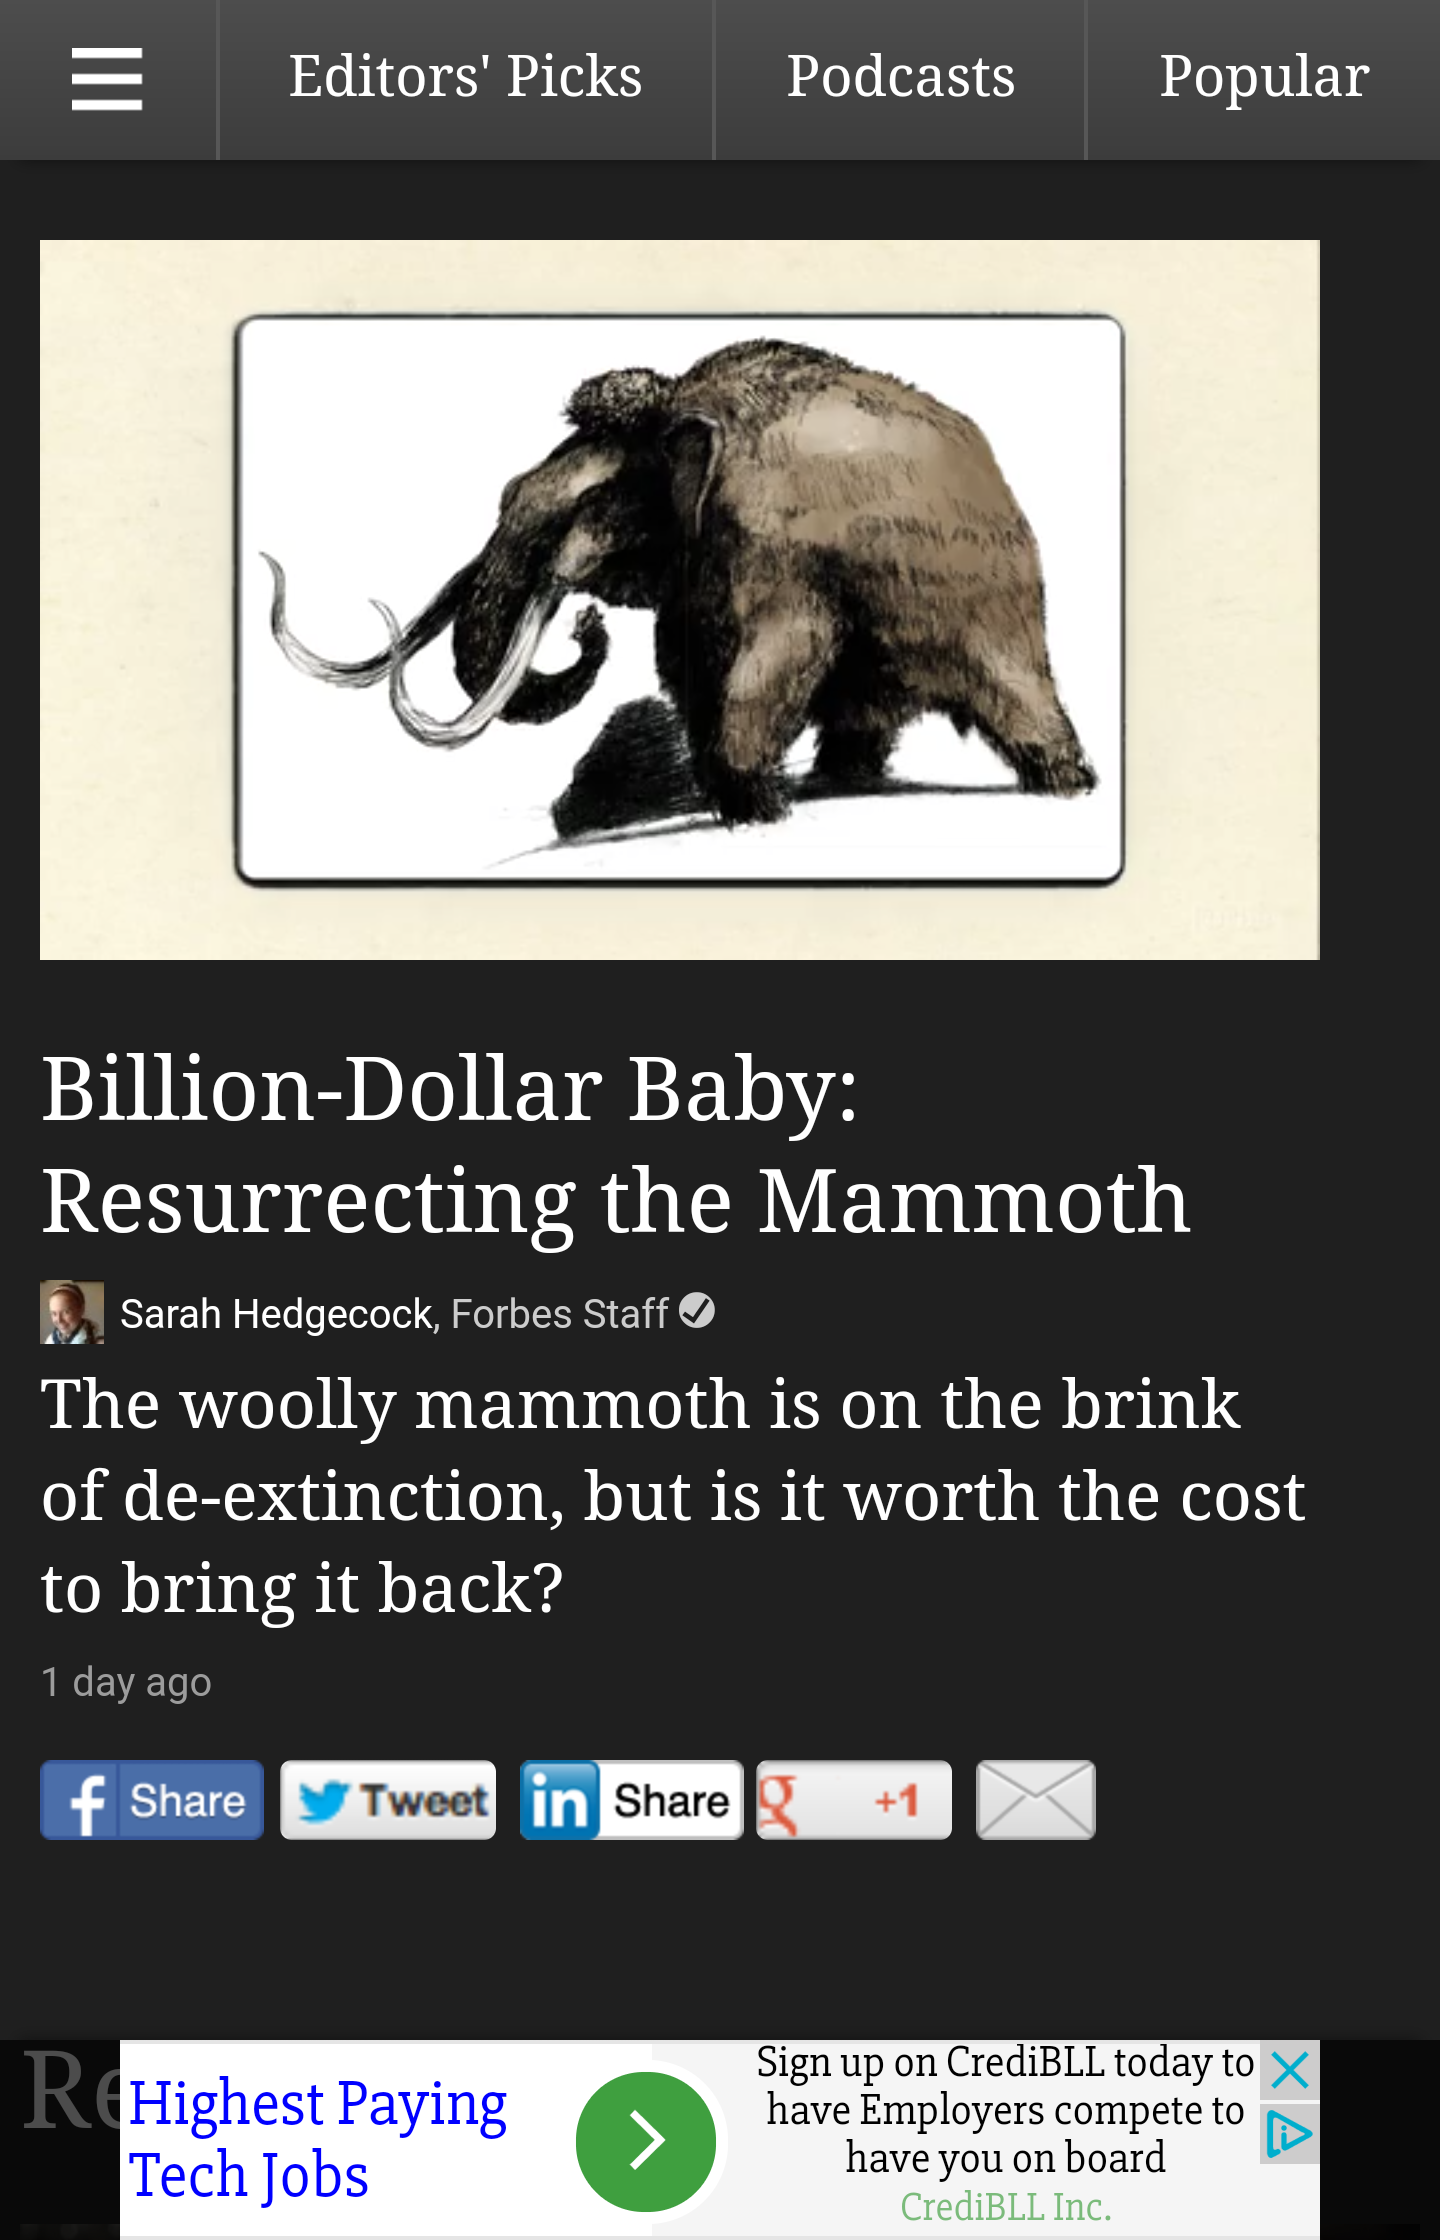 Editors' Picks
Podcasts
Popular
Billion-Dollar Baby:
Resurrecting the Mammoth
Sarah Hedgecock, Forbes Staff
The woolly mammoth is on the brink
of de-extinction, but is it worth the cost
to bring it back?
1 day ago
f Share
Tweet
in Share
g +1
Re
Highest Paying
Tech Jobs
Sign up on CrediBLL today to
have Employers compete to
have you on board
CrediBLL Inc.